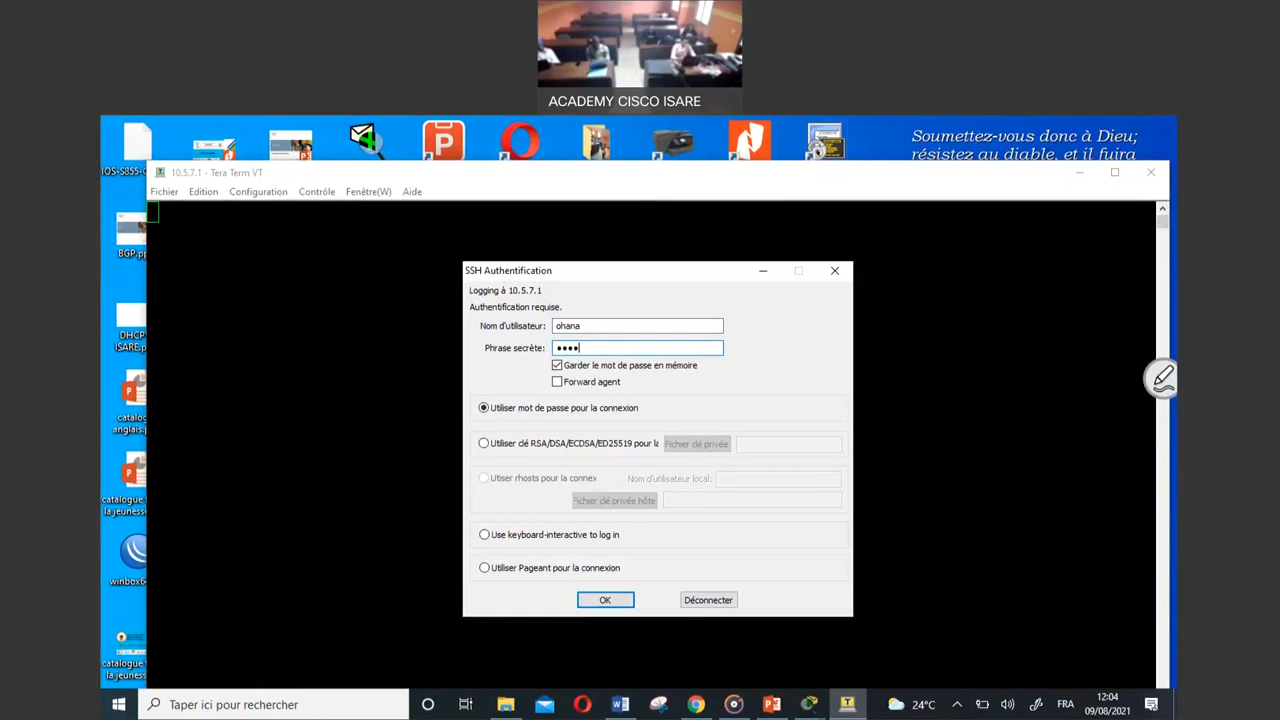 ACADEMY CISCO ISARE
Soumettez-vous donc à Dieu;
résistez au diable, et il fuira
IOS-S855-C
10.5.7.1 - Tera Term VT
Fichier Edition Configuration Contrôle Fenêtre(W) Aide
BGP.pp
DHCP
ISARE.p
catalog
anglais.p
catalogue
la jeuness
winbox6
catalogue
la jeuness
SSH Authentification
Logging à 10.5.7.1
Authentification requise.
Nom d'utilisateur: ohana
Phrase secrète: ••••
Garder le mot de passe en mémoire
Forward agent
Utiliser mot de passe pour la connexion
Utiliser clé RSA/DSA/ECDSA/ED25519 pour la Fichier clé privée
Utiser rhosts pour la connex Nom d'utilisateur local:
Fichier clé privée hôte
Use keyboard-interactive to log in
Utiliser Pageant pour la connexion
OK Déconnecter
Taper ici pour rechercher
24°C
FRA
12:04
09/08/2021